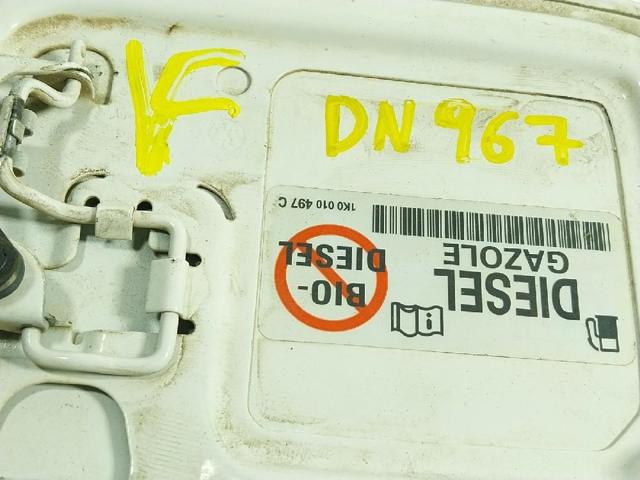 V
DN 967
DIESEL
GAZOLE
BIO-
DIESEL
1K0 010 497 C